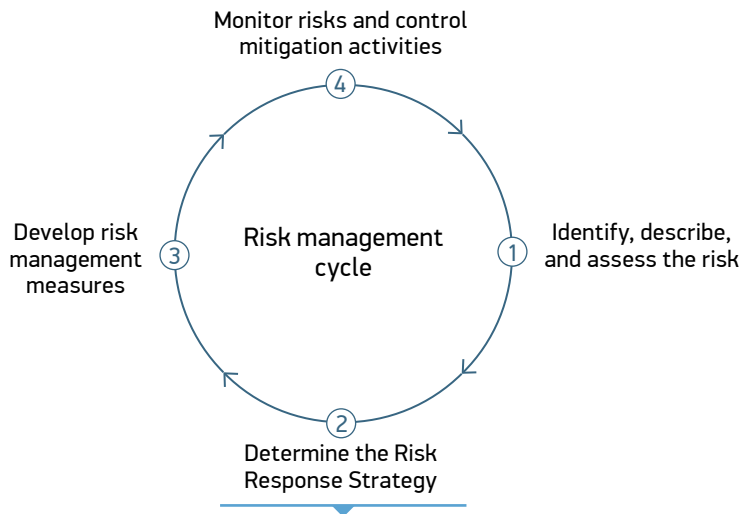 Monitor risks and control
mitigation activities
4
Develop risk
management
measures
3
Risk management
cycle
1
Identify, describe,
and assess the risk
2
Determine the Risk
Response Strategy